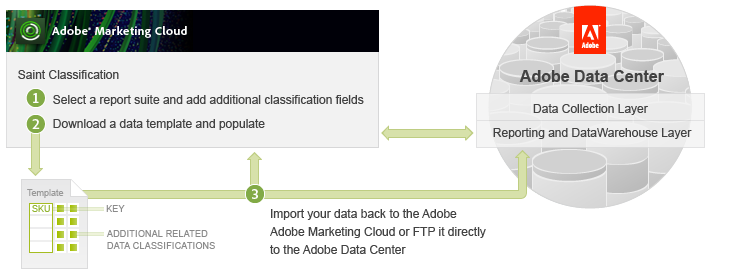 Adobe® Marketing Cloud
Saint Classification
1 Select a report suite and add additional classification fields
2 Download a data template and populate
Adobe
Adobe Data Center
Data Collection Layer
Reporting and DataWarehouse Layer
Template
SKU
KEY
ADDITIONAL RELATED
DATA CLASSIFICATIONS
3
Import your data back to the Adobe
Adobe Marketing Cloud or FTP it directly
to the Adobe Data Center